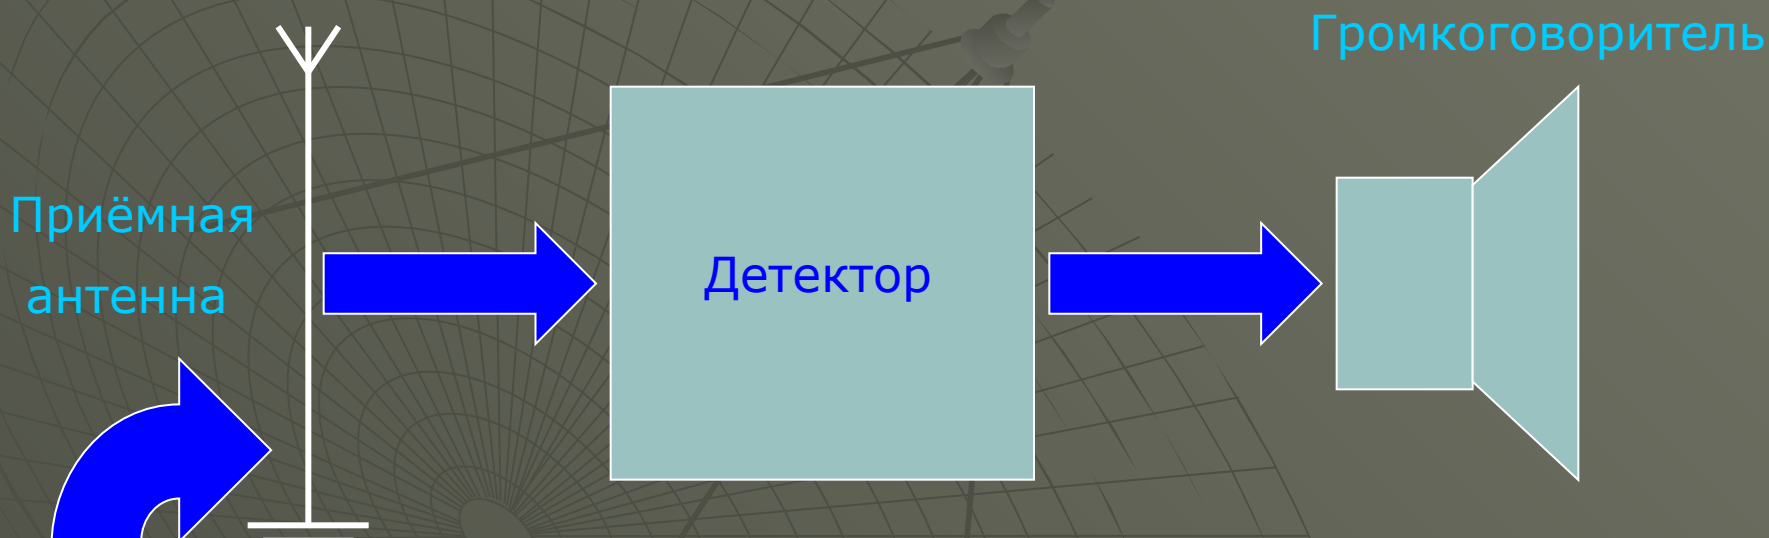 Громкоговоритель
Приёмная
антенна
Детектор